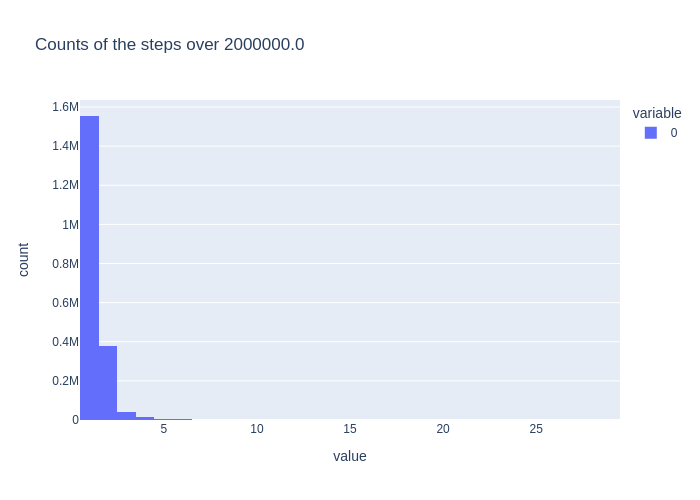 Counts of the steps over 2000000.0
variable
0
1.6M
1.4M
1.2M
1M
0.8M
0.6M
0.4M
0.2M
0
count
5
10
15
20
25
value